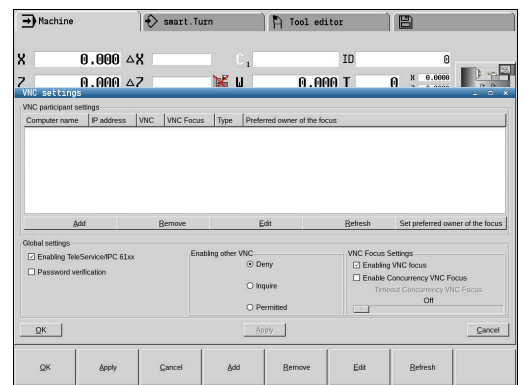 Machine smart.Turn Tool editor
X 0.000 ΔX C 1 ID 0
Z 0.000 ΔZ W 0.000 T 0 X 0.0000
VNC settings
VNC participant settings
Computer name IP address VNC VNC Focus Type Preferred owner of the focus
Add Remove Edit Refresh Set preferred owner of the focus
Global settings
Enabling TeleService/IPC 61xx
Password verification
Enabling other VNC
Deny
Inquire
Permitted
VNC Focus Settings
Enabling VNC focus
Enable Concurrency VNC Focus
Timeout Concurrency VNC Focus
Off
OK Apply Cancel
OK Apply Cancel Add Remove Edit Refresh